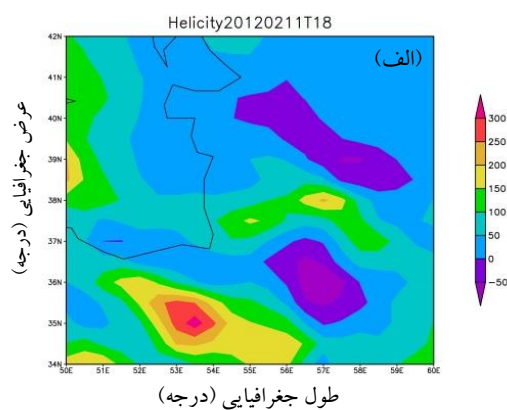 Helicity20120211T18
(الف)
42N
41N
40N
39N
38N
37N
36N
35N
34N
50E 51E 52E 53E 54E 55E 56E 57E 58E 59E 60E
عرض جغرافیایی (درجه)
طول جغرافیایی (درجه)
300
250
200
150
100
50
0
−50